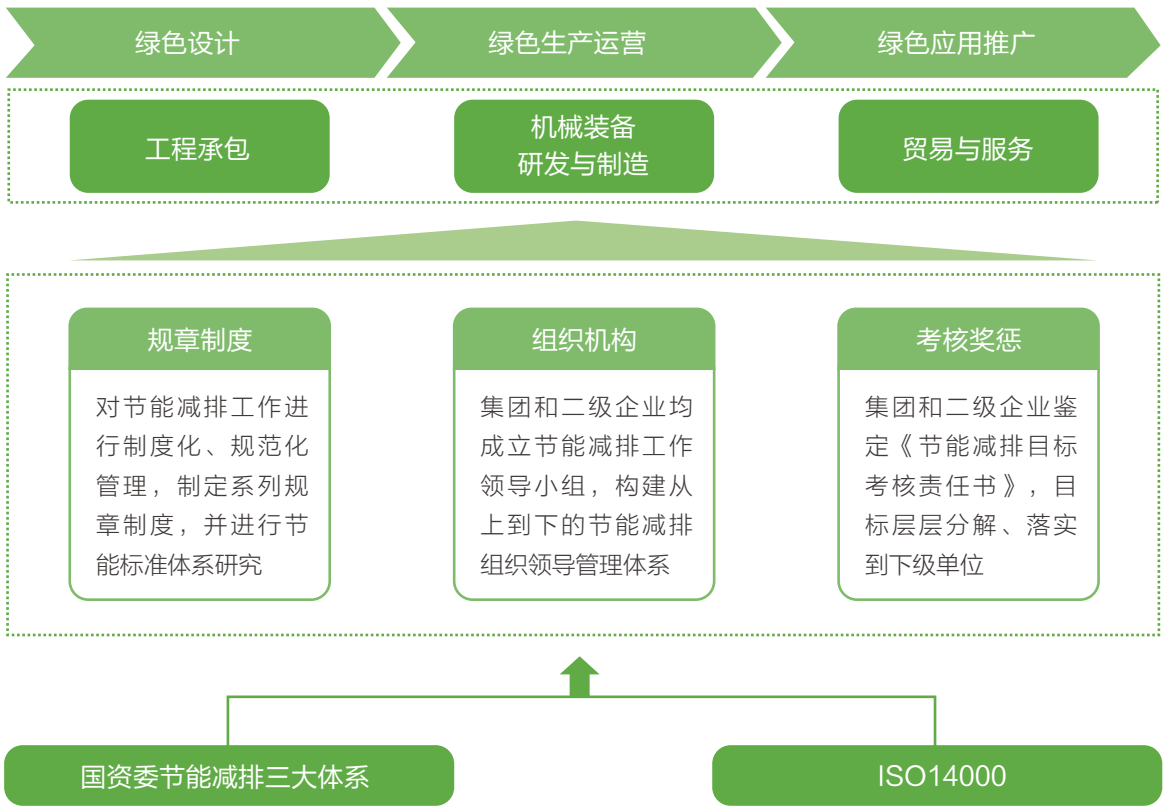 绿色设计
绿色生产运营
绿色应用推广
工程承包
机械装备
研发与制造
贸易与服务
规章制度
对节能减排工作进
行制度化、规范化
管理，制定系列规
章制度，并进行节
能标准体系研究
组织机构
集团和二级企业均
成立节能减排工作
领导小组，构建从
上到下的节能减排
组织领导管理体系
考核奖惩
集团和二级企业鉴
定《节能减排目标
考核责任书》，目
标层层分解、落实
到下级单位
国资委节能减排三大体系
ISO14000